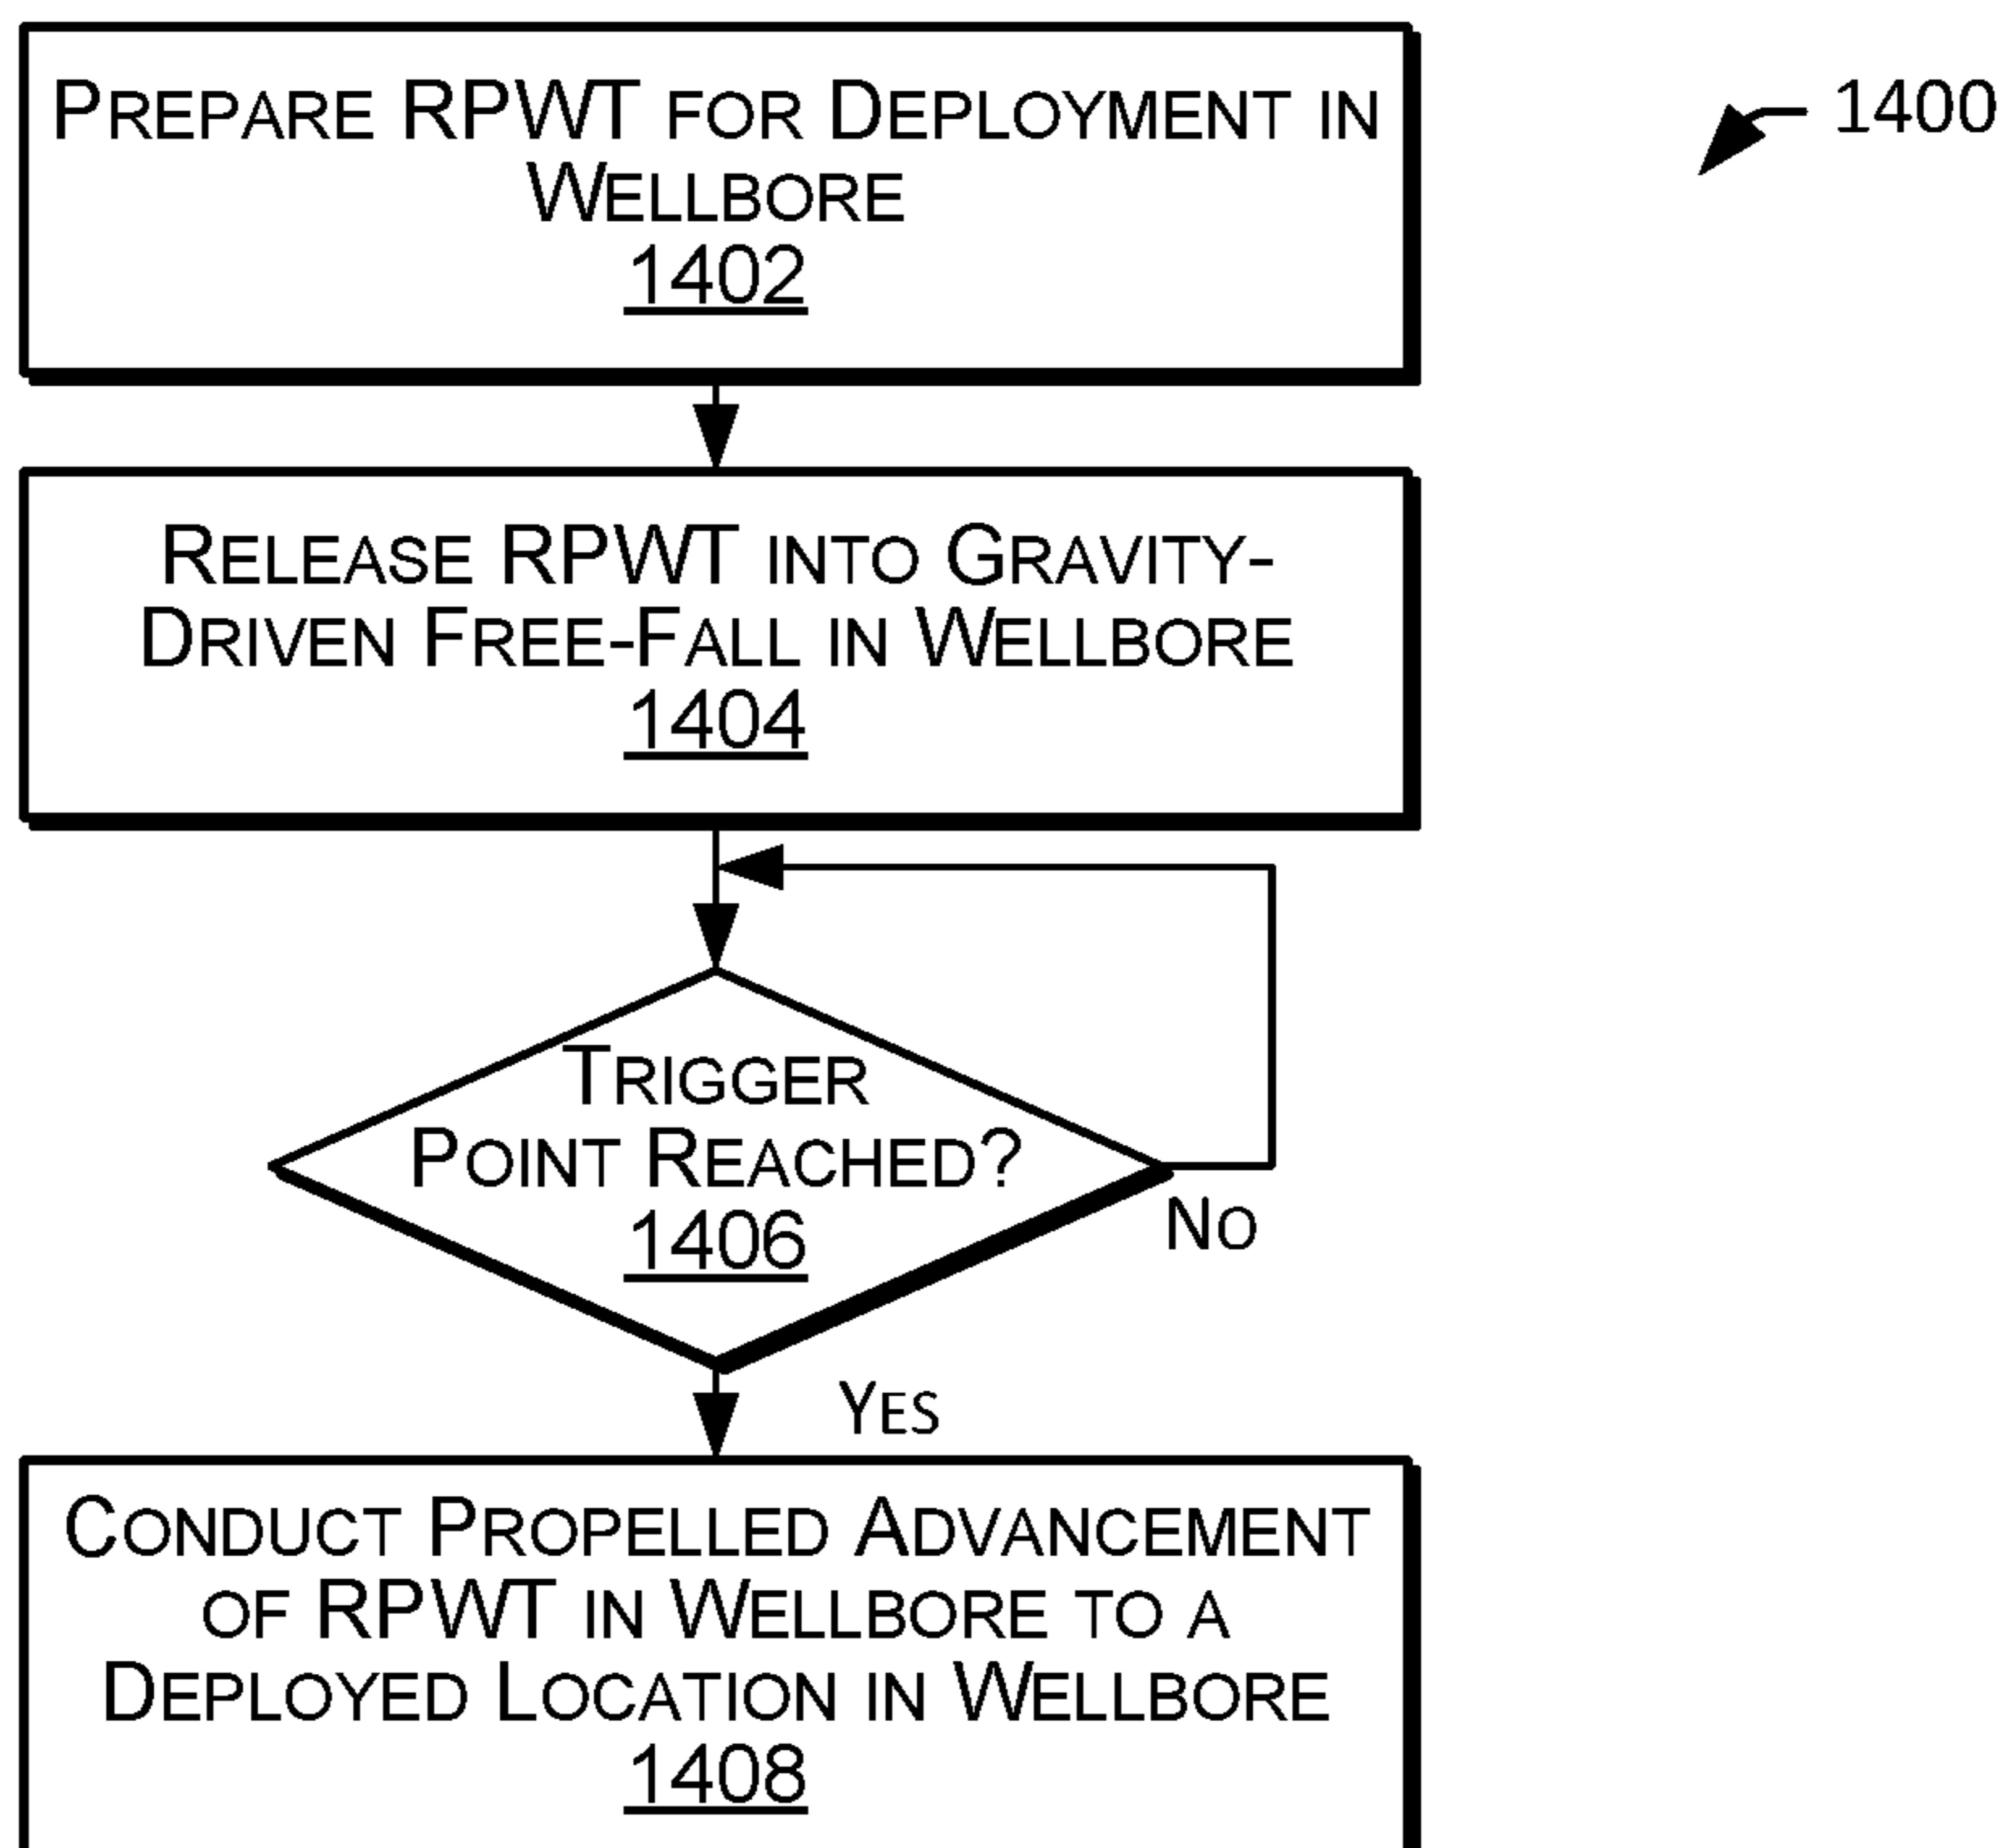 PREPARE RPWT FOR DEPLOYMENT IN
WELLBORE
1402
1400
RELEASE RPWT INTO GRAVITY-
DRIVEN FREE-FALL IN WELLBORE
1404
TRIGGER
POINT REACHED?
1406
NO
YES
CONDUCT PROPELLED ADVANCEMENT
OF RPWT IN WELLBORE TO A
DEPLOYED LOCATION IN WELLBORE
1408